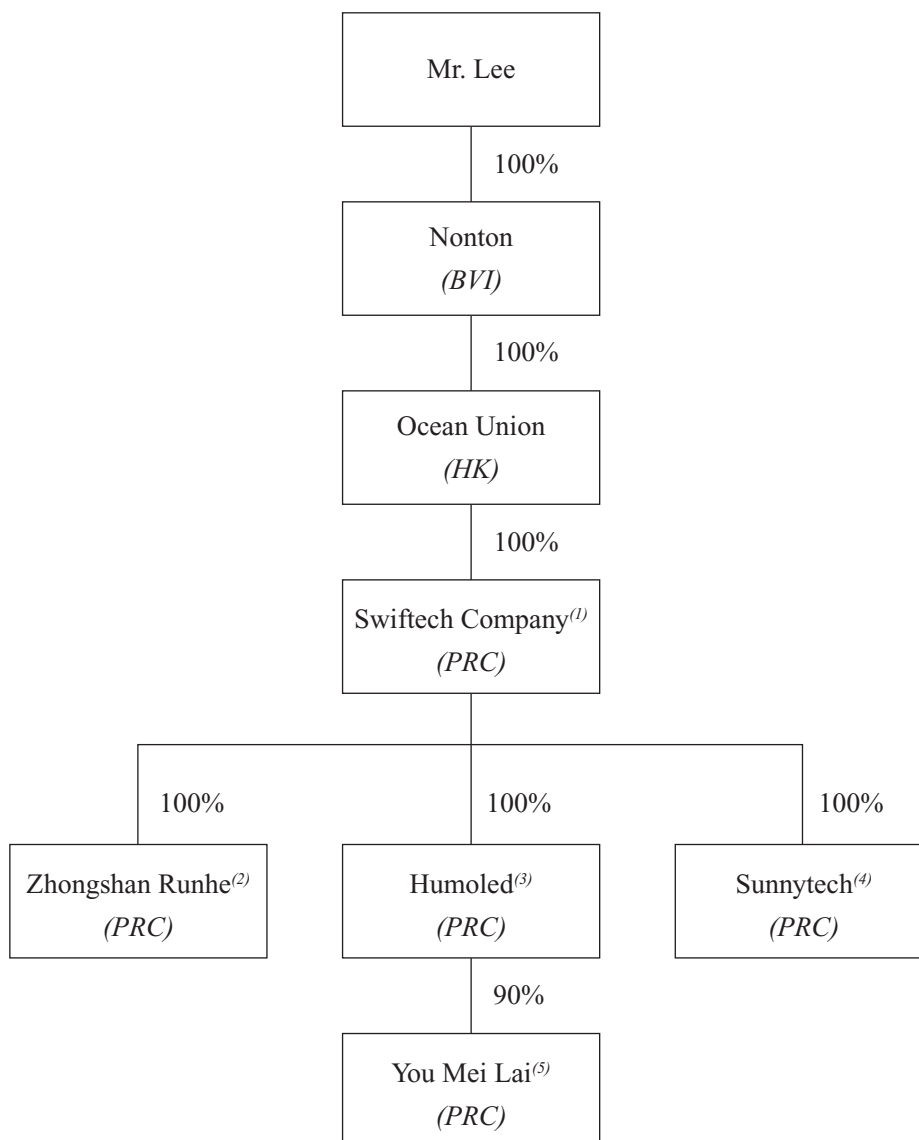 Mr. Lee
100%
Nonton
(BVI)
100%
Ocean Union
(HK)
100%
Swiftech Company(1)
(PRC)
100%
100%
100%
Zhongshan Runhe(2)
(PRC)
Humoled(3)
(PRC)
Sunnytech(4)
(PRC)
90%
You Mei Lai(5)
(PRC)